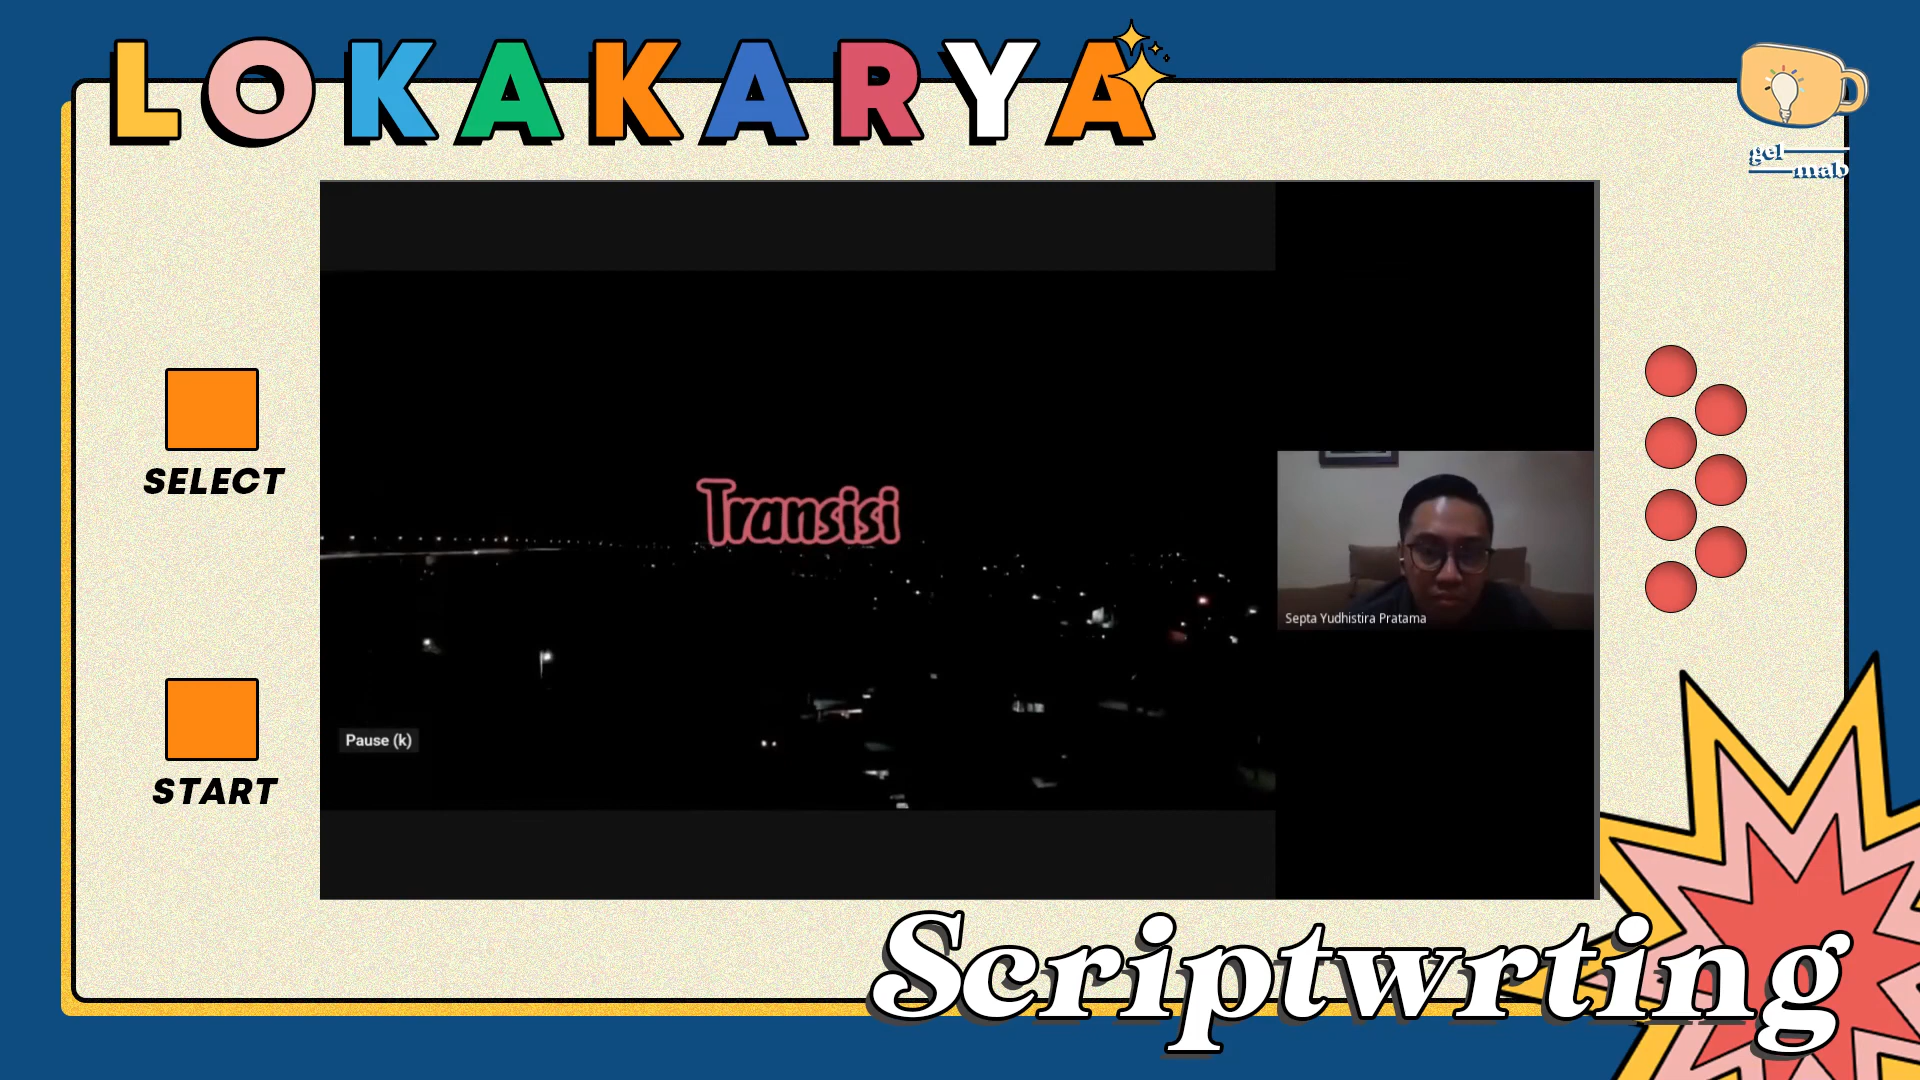 LOKAKARYA
gel
mab
Transisi
SELECT
Septa Yudhistira Pratama
Pause (k)
START
Scriptwrting